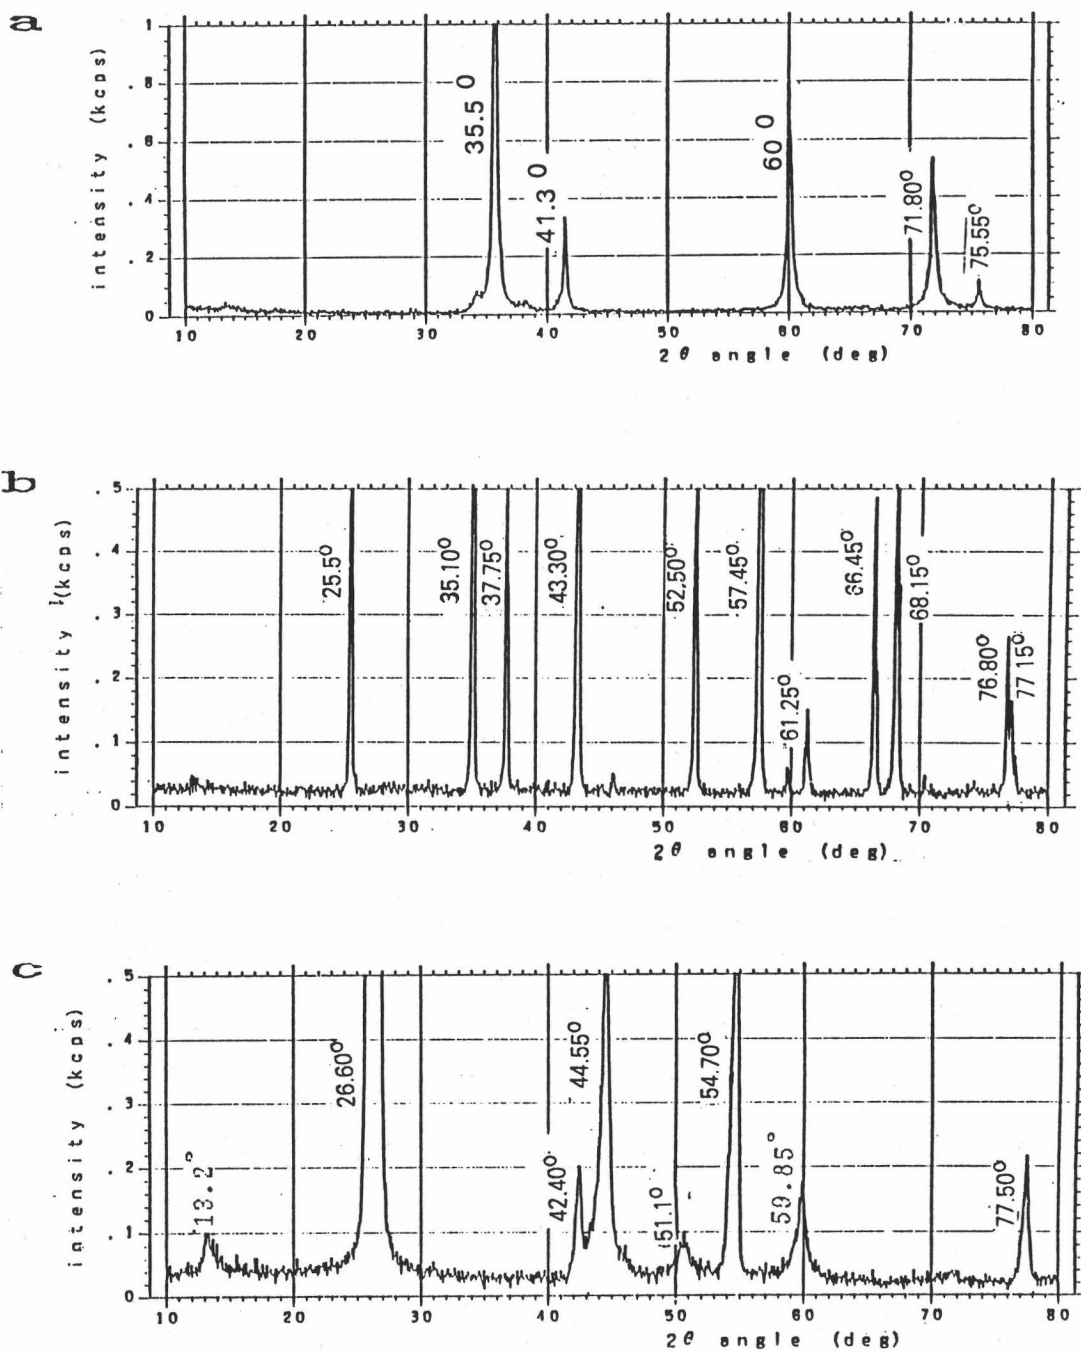 a
intensity (kcps)
1
. 8
. 6
. 4
. 2
0
35.5 O
41.3 O
60 O
71.80°
75.55°
10 20 30 40 50 60 70 80
2θ angle (deg)
b
intensity I(kcps)
. 5
. 4
. 3
. 2
. 1
0
25.5°
35.10°
37.75°
43.30°
52.50°
57.45°
61.25°
66.45°
68.15°
76.80°
77 15°
10 20 30 40 50 60 70 80
2θ angle (deg)
c
intensity (kcps)
. 5
. 4
. 3
. 2
. 1
0
13.2°
26.60°
42.40°
44.55°
51.1°
54.70°
59.85°
77.50°
10 20 30 40 50 60 70 80
2θ angle (deg)